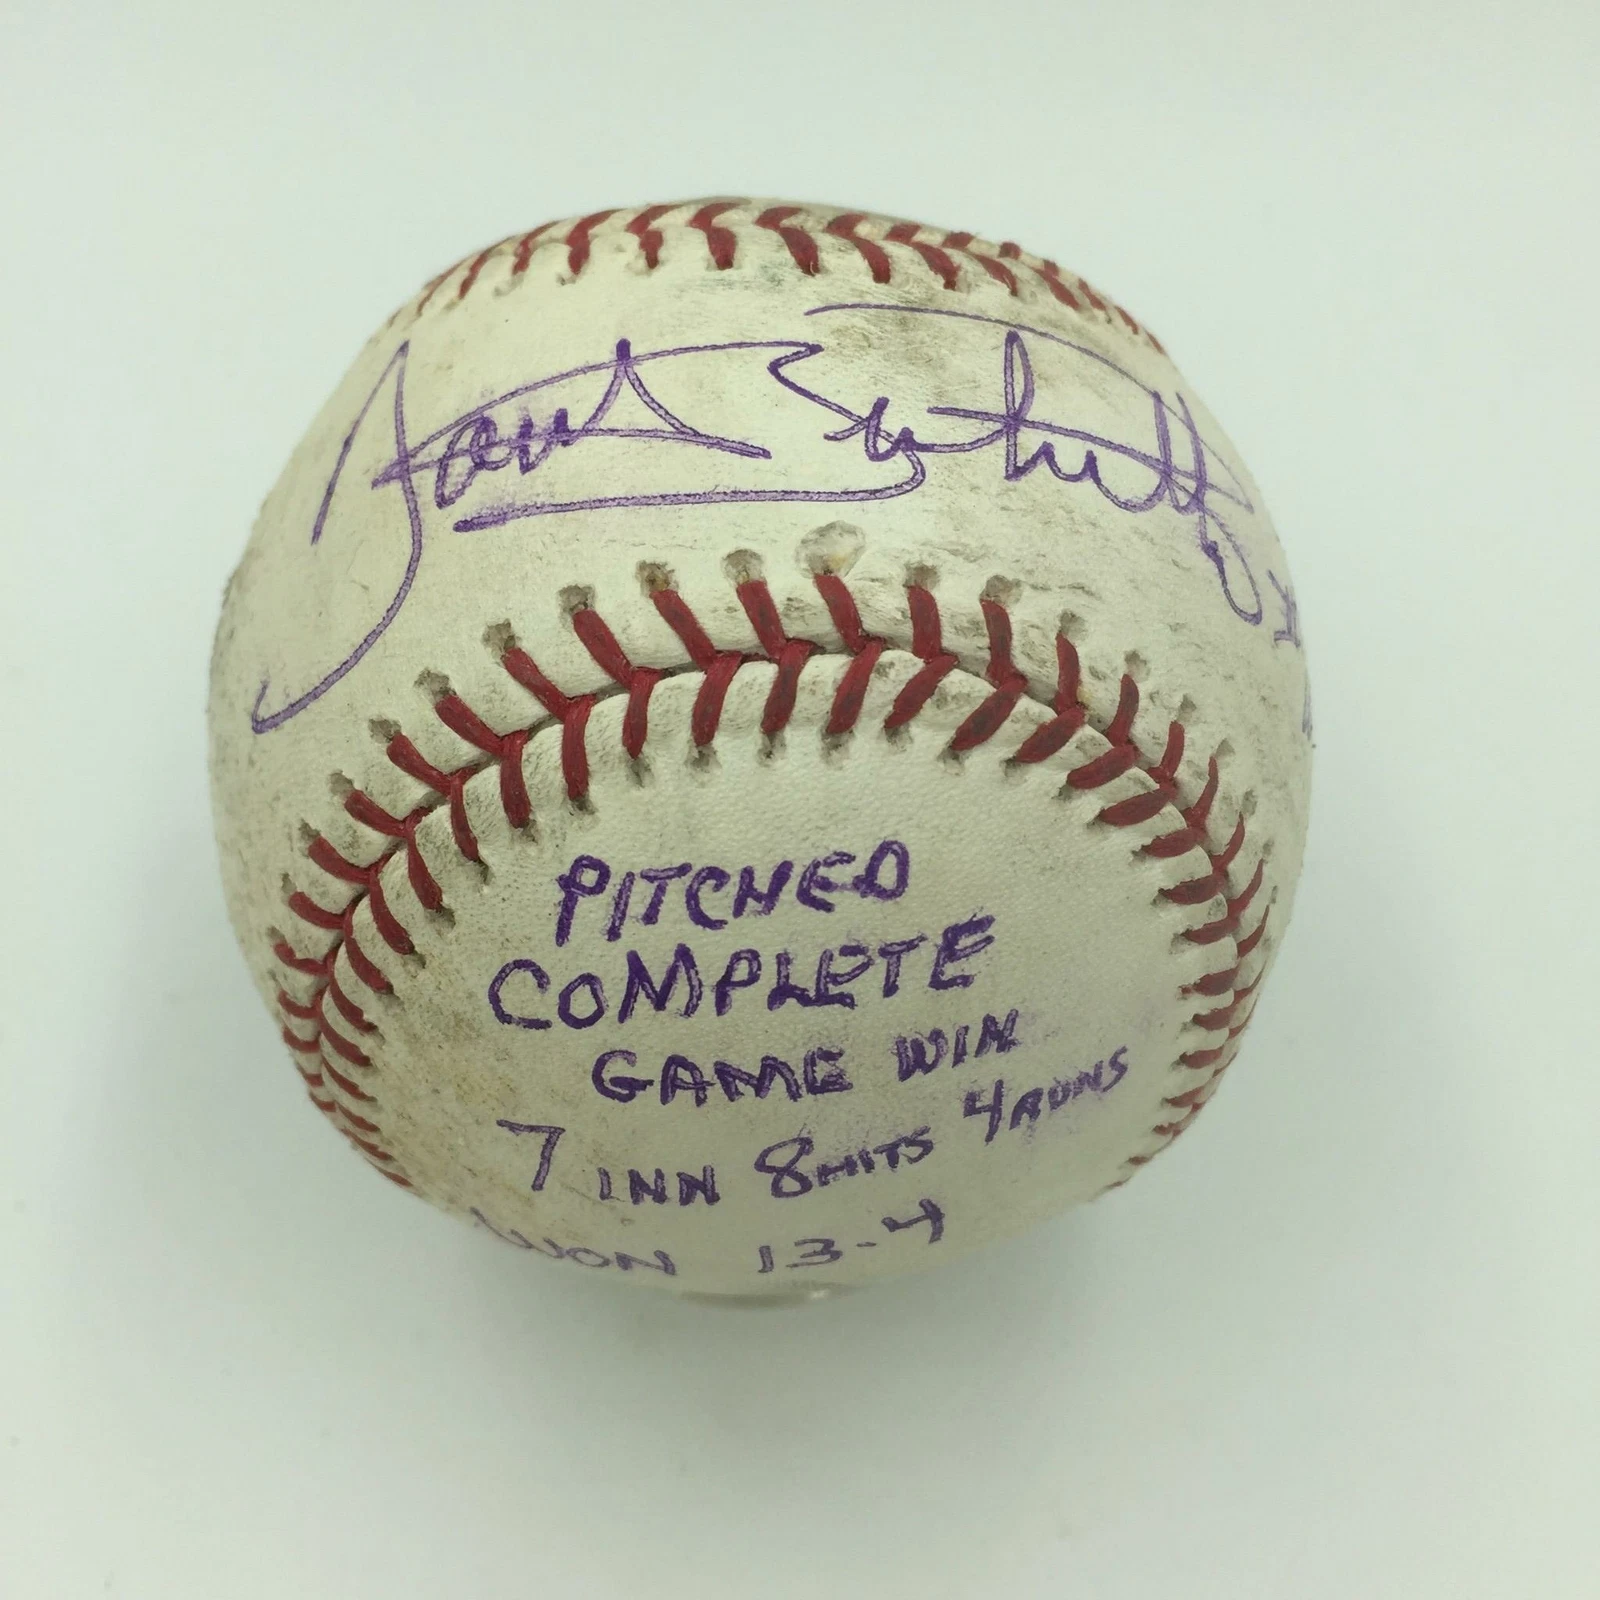 PITCHED
COMPLETE
GAME WIN
7 INN 8 HITS 4 RUNS
WON 13-4